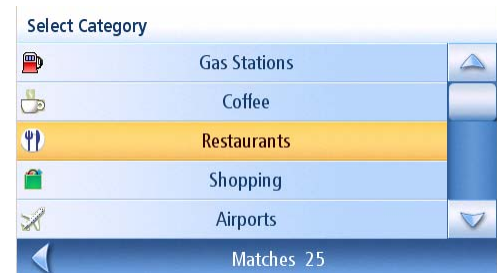 Select Category
Gas Stations
Coffee
Restaurants
Shopping
Airports
Matches 25